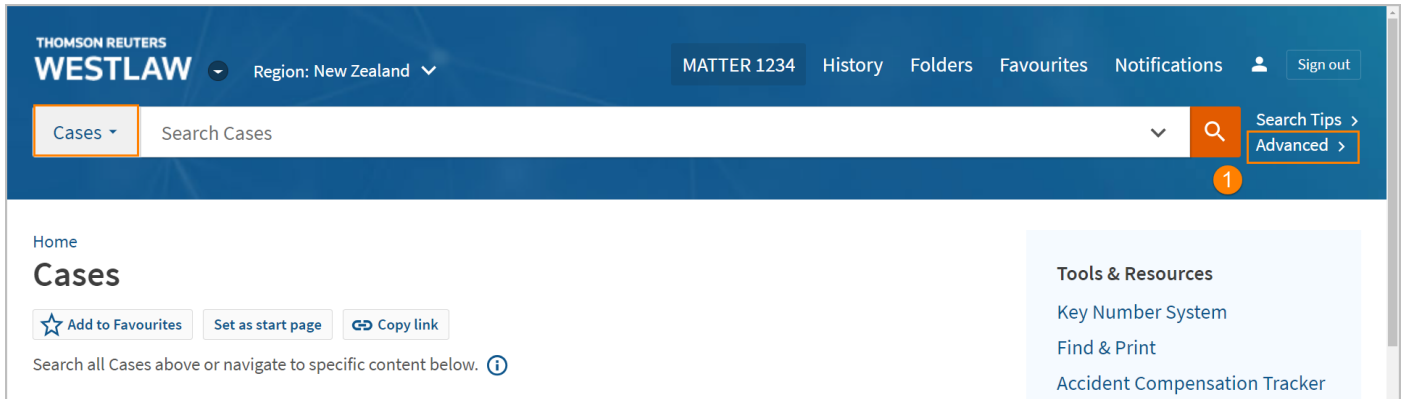 THOMSON REUTERS
WESTLAW
Region: New Zealand
MATTER 1234 History Folders Favourites Notifications Sign out
Cases Search Cases
Search Tips
Advanced
1
Home
Cases
Add to Favourites Set as start page Copy link
Search all Cases above or navigate to specific content below.
Tools & Resources
Key Number System
Find & Print
Accident Compensation Tracker